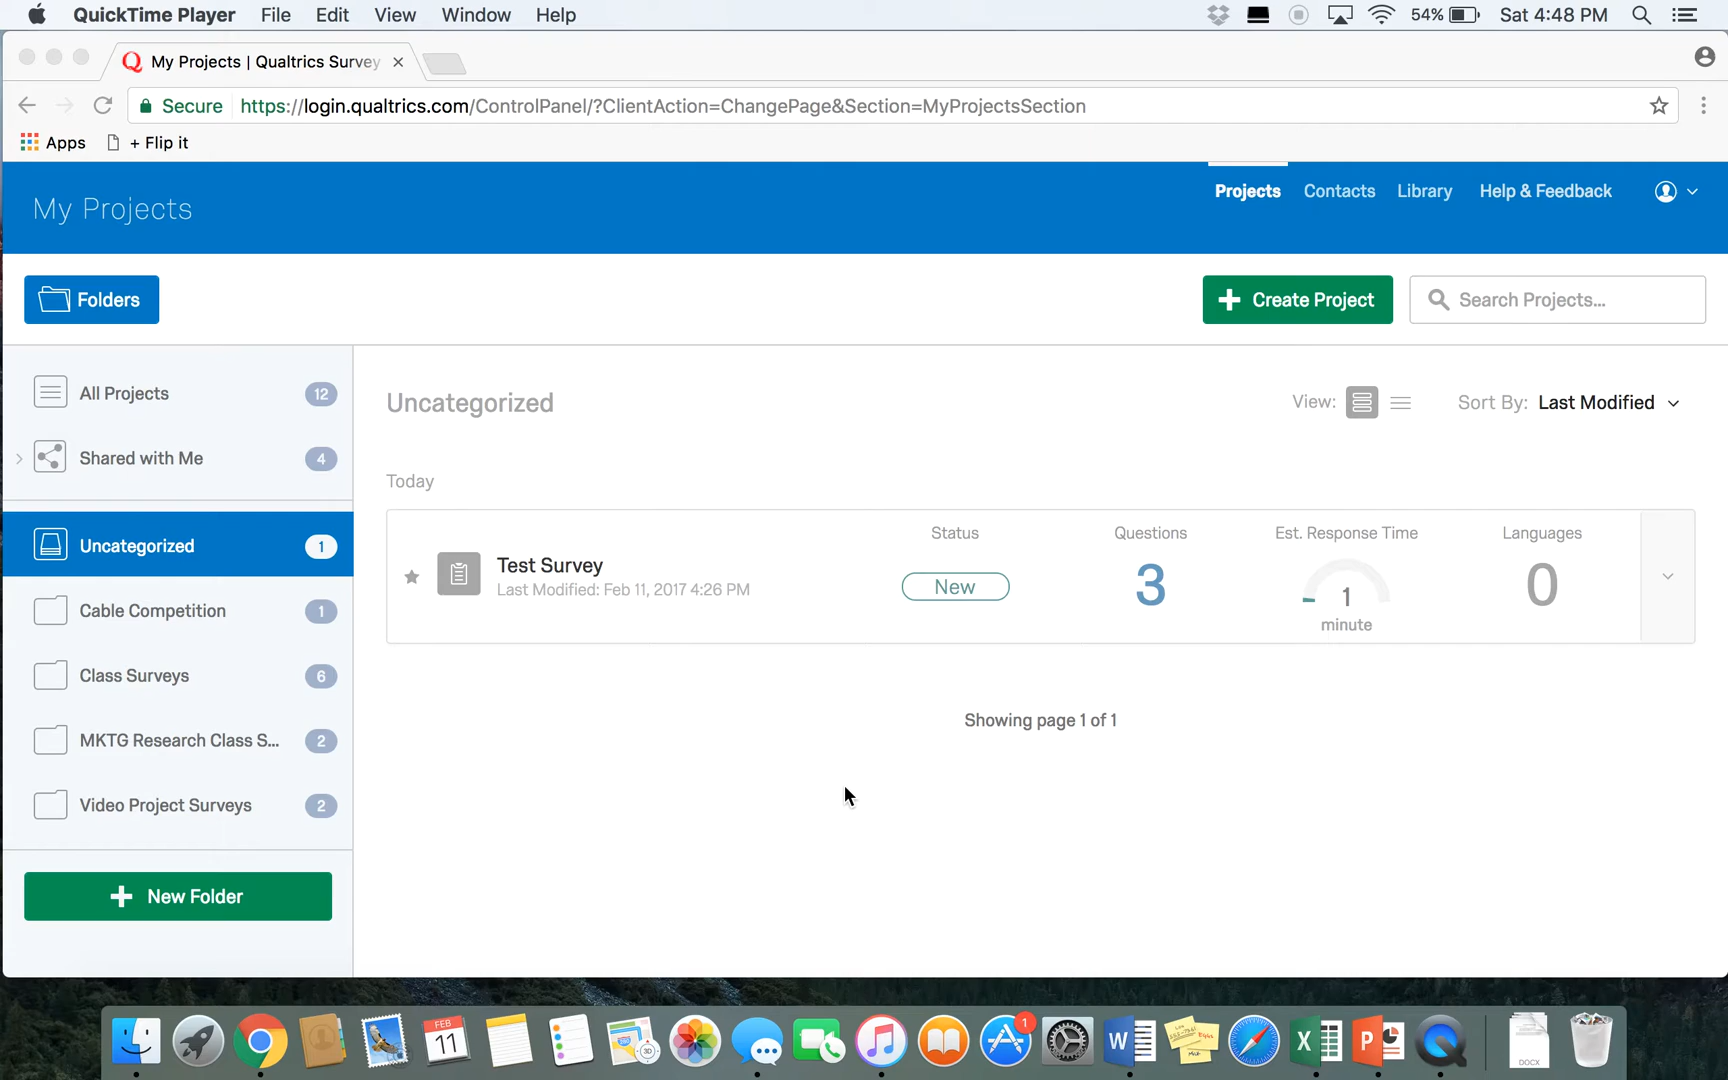 QuickTime Player File Edit View Window Help 54% Sat 4:48 PM
My Projects | Qualtrics Survey
Secure https://login.qualtrics.com/ControlPanel/?ClientAction=ChangePage&Section=MyProjectsSection
Apps + Flip it
My Projects Projects Contacts Library Help & Feedback
Folders Create Project Search Projects...
All Projects 12
Shared with Me 4
Uncategorized 1
Cable Competition 1
Class Surveys 6
MKTG Research Class S... 2
Video Project Surveys 2
New Folder
Uncategorized View: Sort By: Last Modified
Today
Test Survey
Last Modified: Feb 11, 2017 4:26 PM
Status
New
Questions
3
Est. Response Time
1
minute
Languages
0
Showing page 1 of 1
FEB
11
1
DOCX